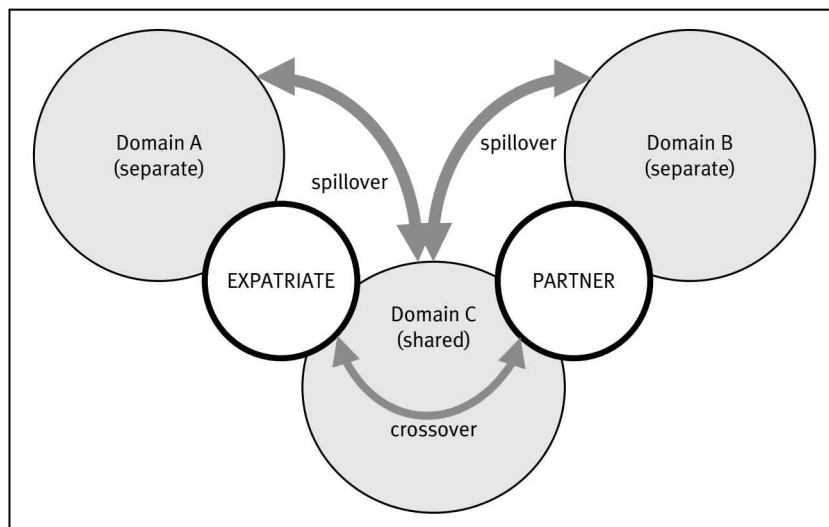 Domain A
(separate)
spillover
spillover
Domain B
(separate)
EXPATRIATE
PARTNER
Domain C
(shared)
crossover